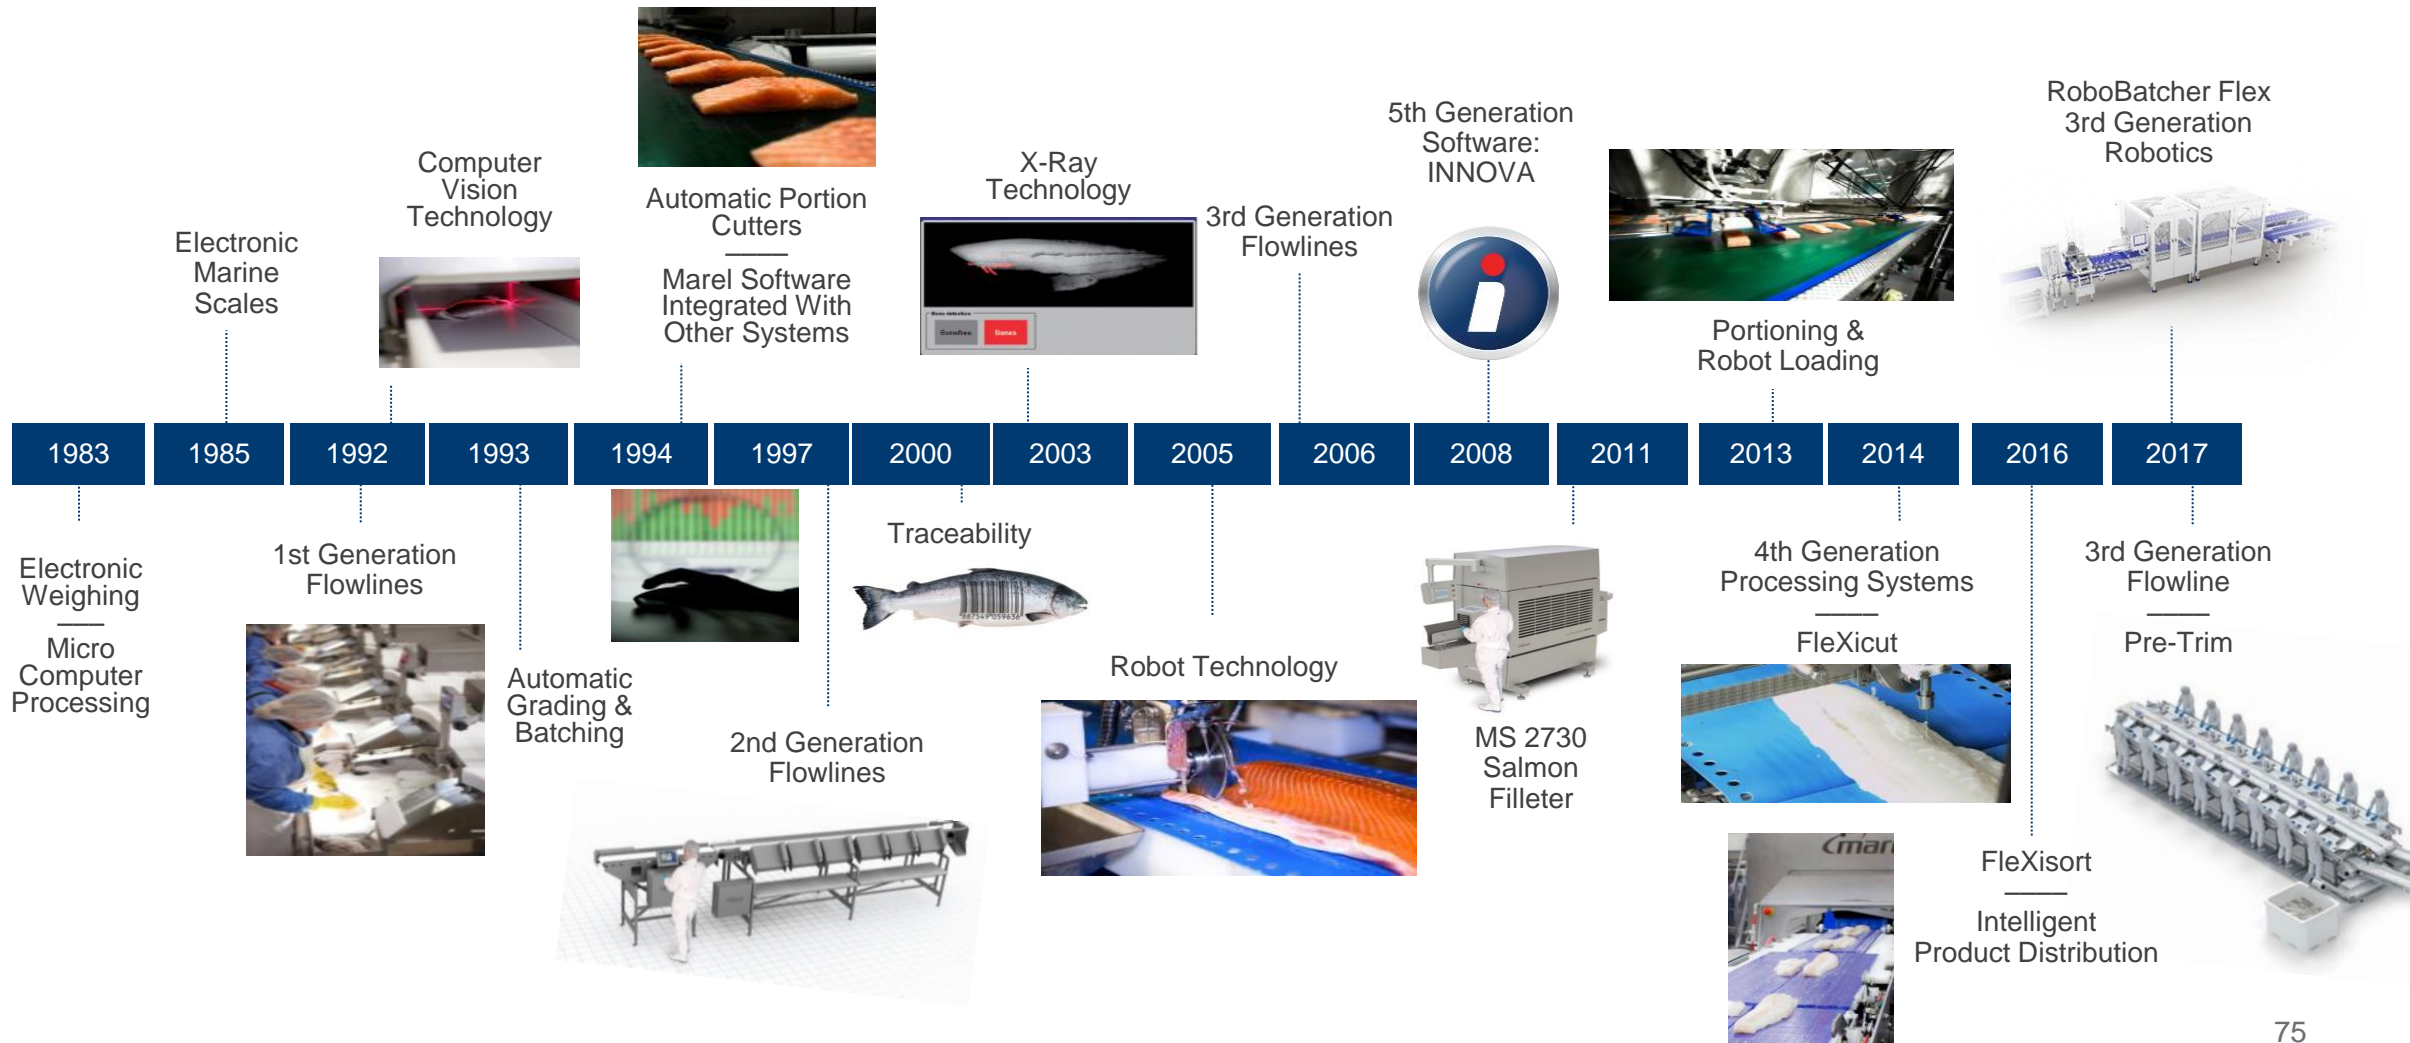 RoboBatcher Flex
3rd Generation
Robotics
5th Generation
Software:
INNOVA
Computer
Vision
Technology
X-Ray
Technology
Automatic Portion
Cutters
Marel Software
Integrated With
Other Systems
3rd Generation
Flowlines
Electronic
Marine
Scales
Bonefree
Bones
Portioning &
Robot Loading
1983
1985
1992
1993
1994
1997
2000
2003
2005
2006
2008
2011
2013
2014
2016
2017
Electronic
Weighing
Micro
Computer
Processing
1st Generation
Flowlines
Automatic
Grading &
Batching
2nd Generation
Flowlines
Traceability
Robot Technology
MS 2730
Salmon
Filleter
4th Generation
Processing Systems
FleXicut
FleXisort
Intelligent
Product Distribution
3rd Generation
Flowline
Pre-Trim
75